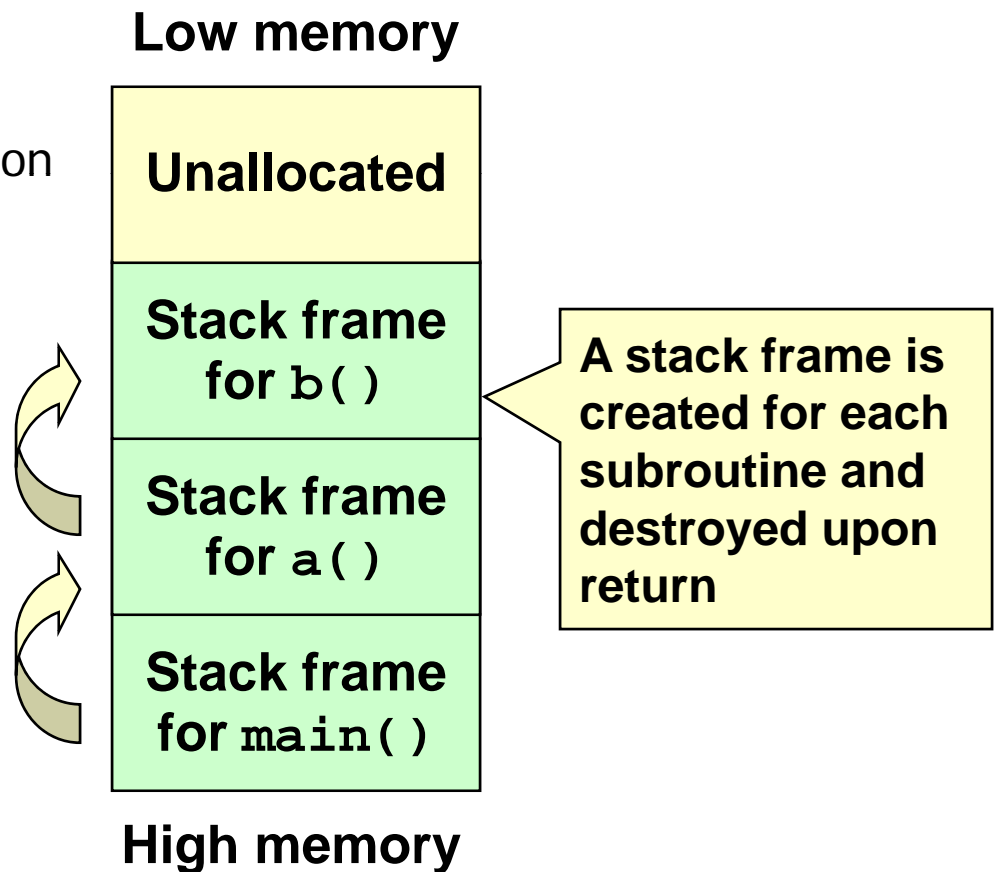 Low memory
on
Unallocated
Stack frame
for b()
A stack frame is
created for each
subroutine and
destroyed upon
return
Stack frame
for a()
Stack frame
for main()
High memory